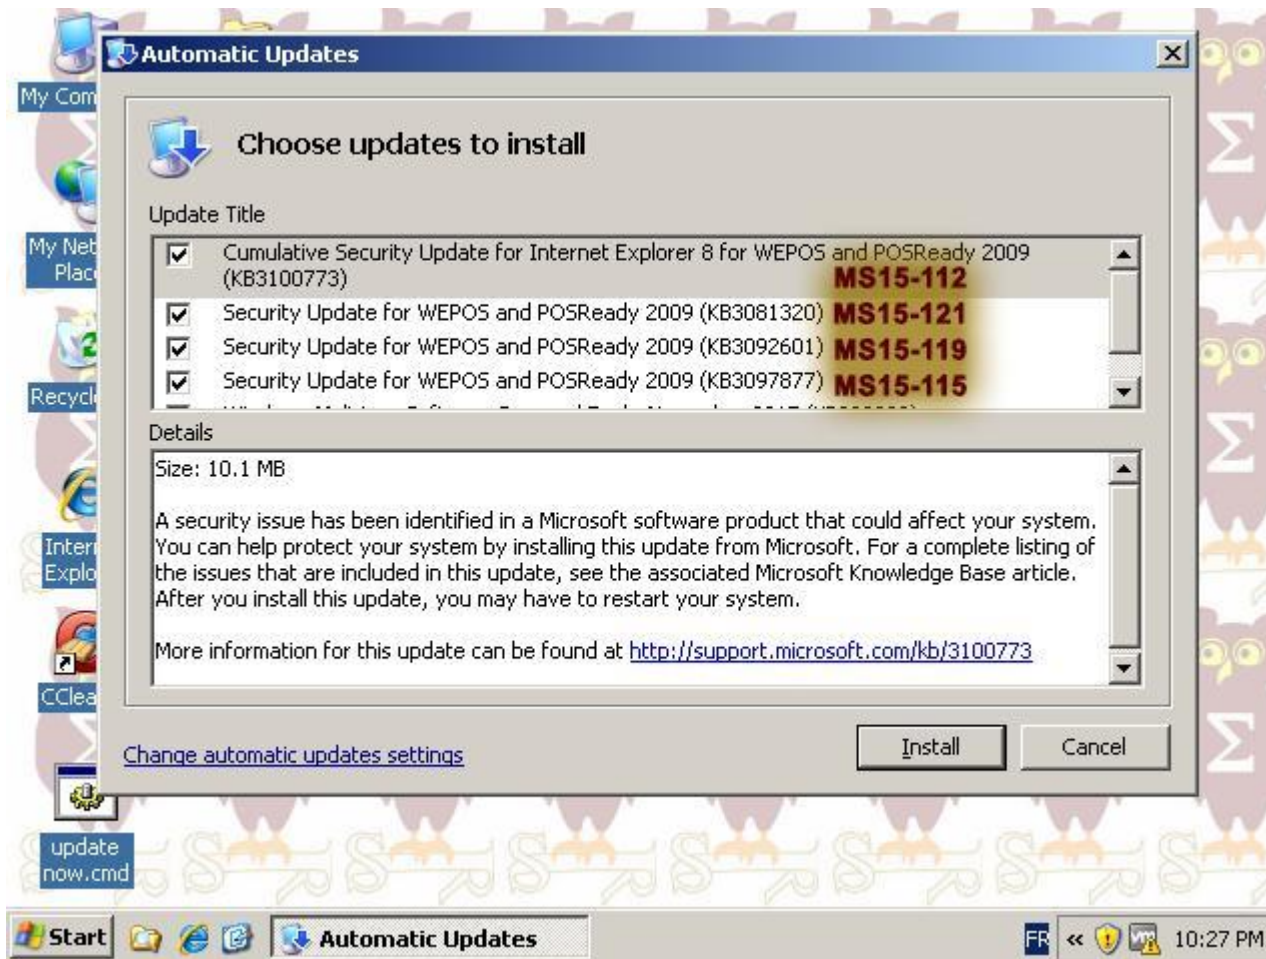 Automatic Updates
My Com
Choose updates to install
Update Title
My Net
Plac
Cumulative Security Update for Internet Explorer 8 for WEPOS and POSReady 2009
(KB3100773)
MS15-112
Security Update for WEPOS and POSReady 2009 (KB3081320) MS15-121
Security Update for WEPOS and POSReady 2009 (KB3092601) MS15-119
Security Update for WEPOS and POSReady 2009 (KB3097877) MS15-115
Recycl
Details
Size: 10.1 MB
A security issue has been identified in a Microsoft software product that could affect your system.
You can help protect your system by installing this update from Microsoft. For a complete listing of
the issues that are included in this update, see the associated Microsoft Knowledge Base article.
After you install this update, you may have to restart your system.
More information for this update can be found at http://support.microsoft.com/kb/3100773
Intern
Explo
CClea
Change automatic updates settings
Install
Cancel
update
now.cmd
Start
Automatic Updates
FR
«
10:27 PM